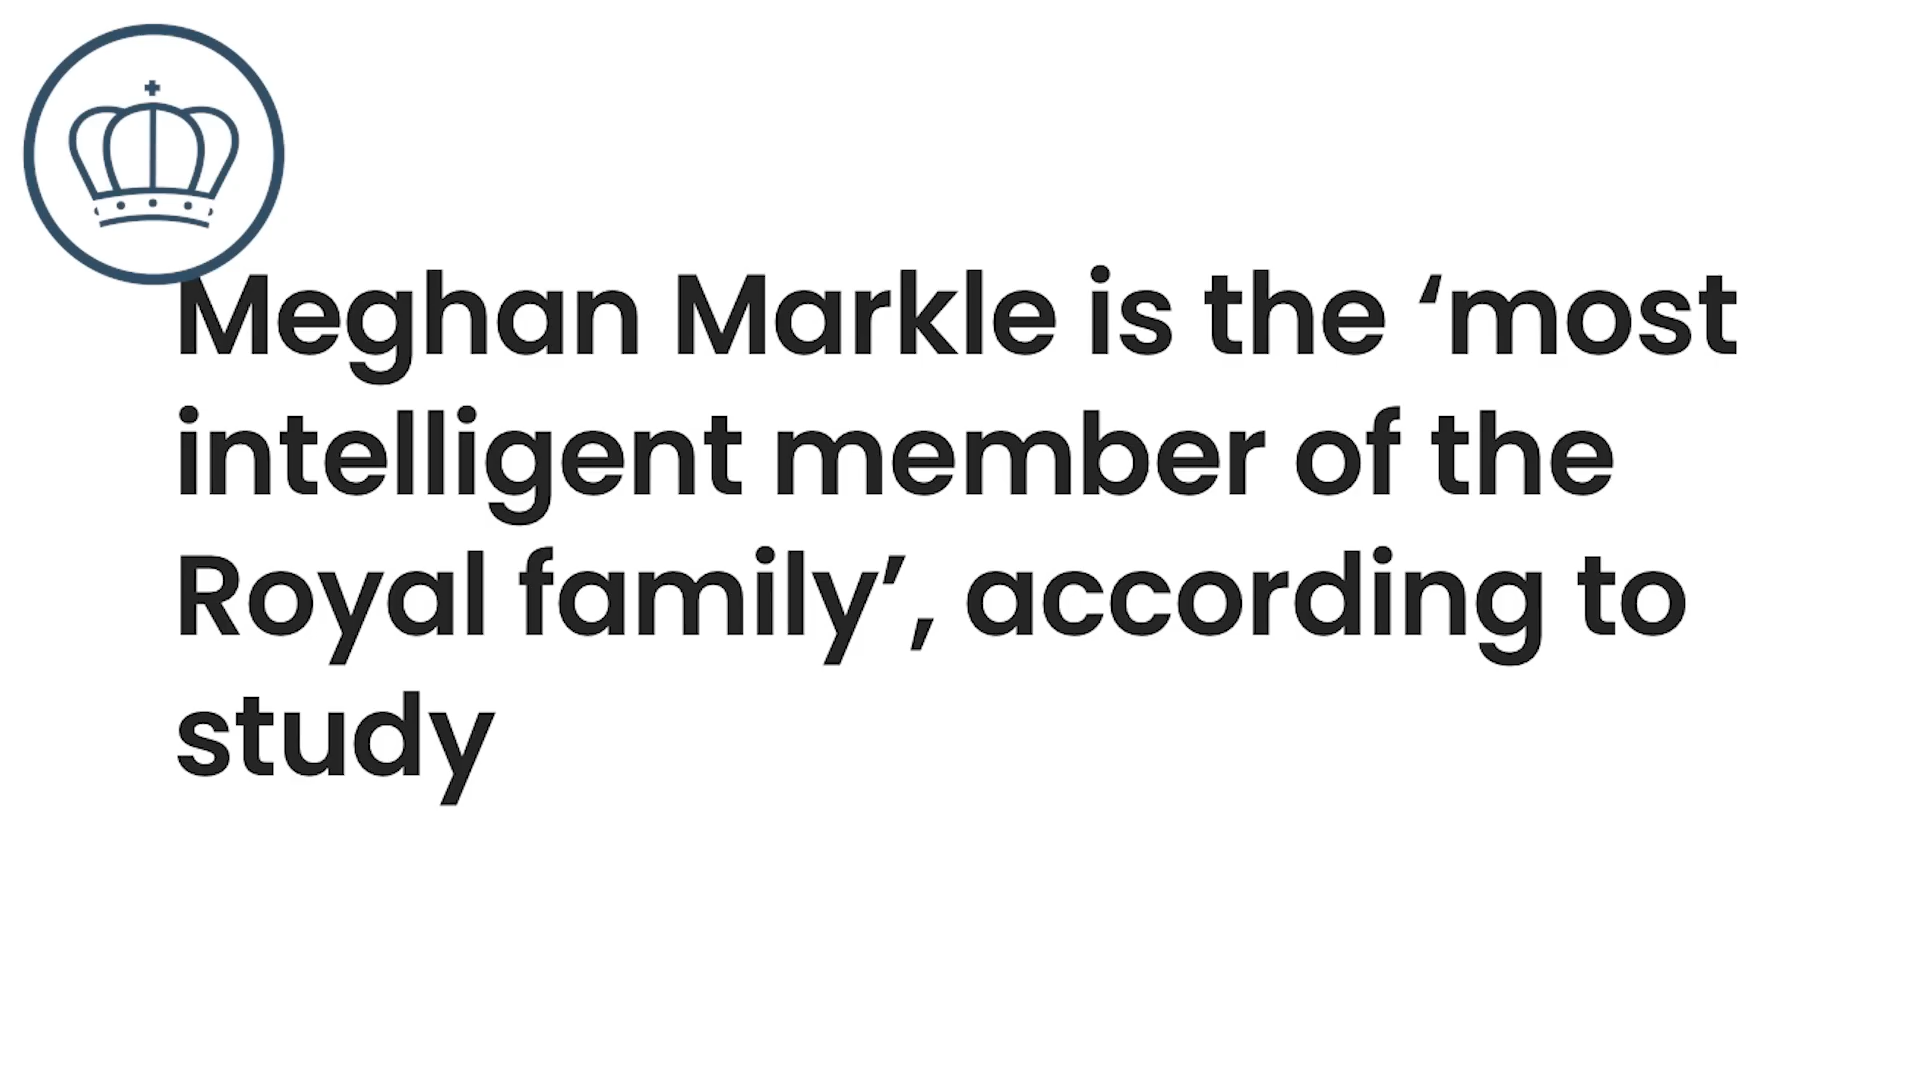 Meghan Markle is the ‘most
intelligent member of the
Royal family’, according to
study